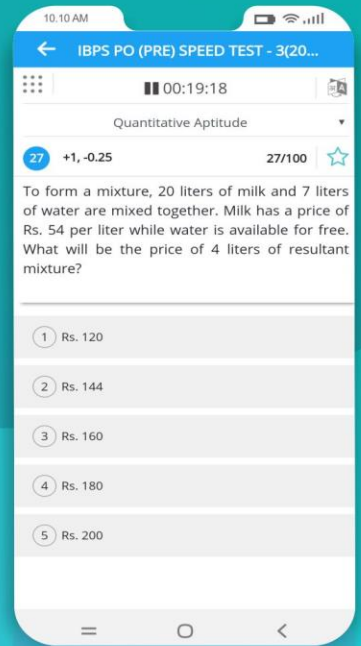 10.10 AM
IBPS PO (PRE) SPEED TEST - 3(20...
00:19:18
Quantitative Aptitude
27 +1, -0.25 27/100
To form a mixture, 20 liters of milk and 7 liters
of water are mixed together. Milk has a price of
Rs. 54 per liter while water is available for free.
What will be the price of 4 liters of resultant
mixture?
1 Rs. 120
2 Rs. 144
3 Rs. 160
4 Rs. 180
5 Rs. 200